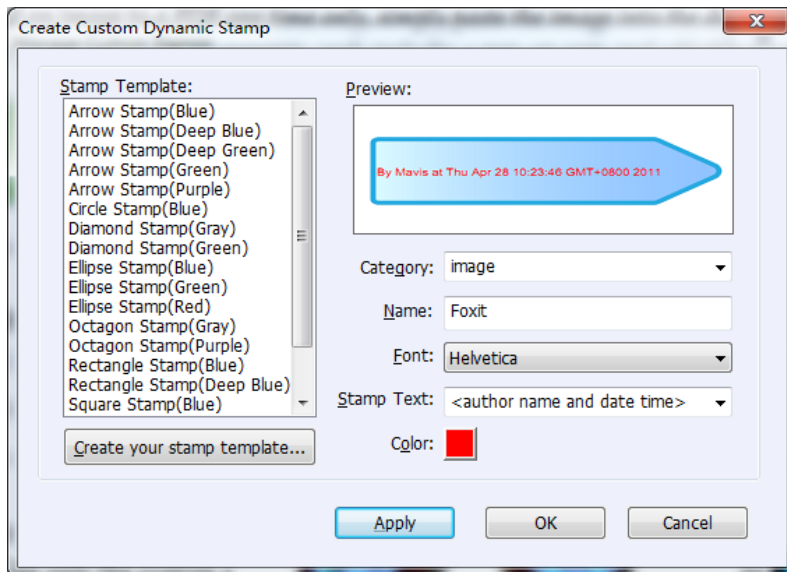 Create Custom Dynamic Stamp
Stamp Template:
Arrow Stamp(Blue)
Arrow Stamp(Deep Blue)
Arrow Stamp(Deep Green)
Arrow Stamp(Green)
Arrow Stamp(Purple)
Circle Stamp(Blue)
Diamond Stamp(Gray)
Diamond Stamp(Green)
Ellipse Stamp(Blue)
Ellipse Stamp(Green)
Ellipse Stamp(Red)
Octagon Stamp(Gray)
Octagon Stamp(Purple)
Rectangle Stamp(Blue)
Rectangle Stamp(Deep Blue)
Square Stamp(Blue)
Create your stamp template...
Preview:
By Mavis at Thu Apr 28 10:23:46 GMT+0800 2011
Category: image
Name: Foxit
Font: Helvetica
Stamp Text: <author name and date time>
Color:
Apply OK Cancel